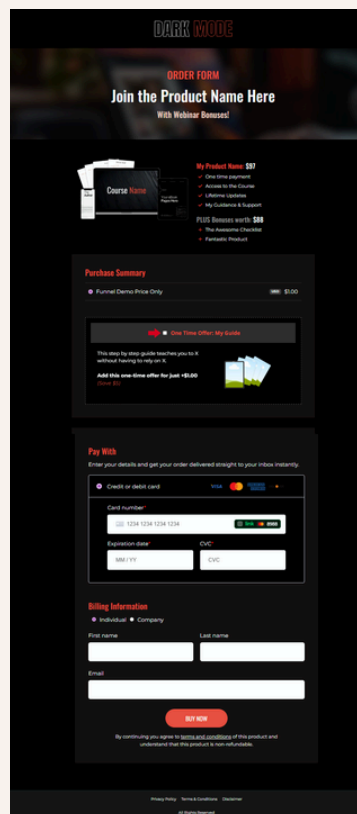 DARK MODE
ORDER FORM
Join the Product Name Here
With Webinar Bonuses!
Course Name
My Product Name: $97
One time payment
Access to the Course
Lifetime Updates
My Guidance & Support
PLUS Bonuses worth: $88
The Awesome Checklist
Fantastic Product
Purchase Summary
Funnel Demo Price Only
$1.00
One Time Offer: My Guide
This step by step guide teaches you to X
without having to rely on X.
Add this one-time offer for just +$1.00
Pay With
Enter your details and get your order delivered straight to your inbox instantly.
Credit or debit card
VISA
Card number*
1234 1234 1234 1234
link
Expiration date*
CVC*
MM / YY
CVC
Billing Information
Individual
Company
First name
Last name
Email
BUY NOW
By continuing you agree to terms and conditions of this product and
understand that this product is non-refundable.
Privacy Policy
Terms & Conditions
Disclaimer
All Rights Reserved